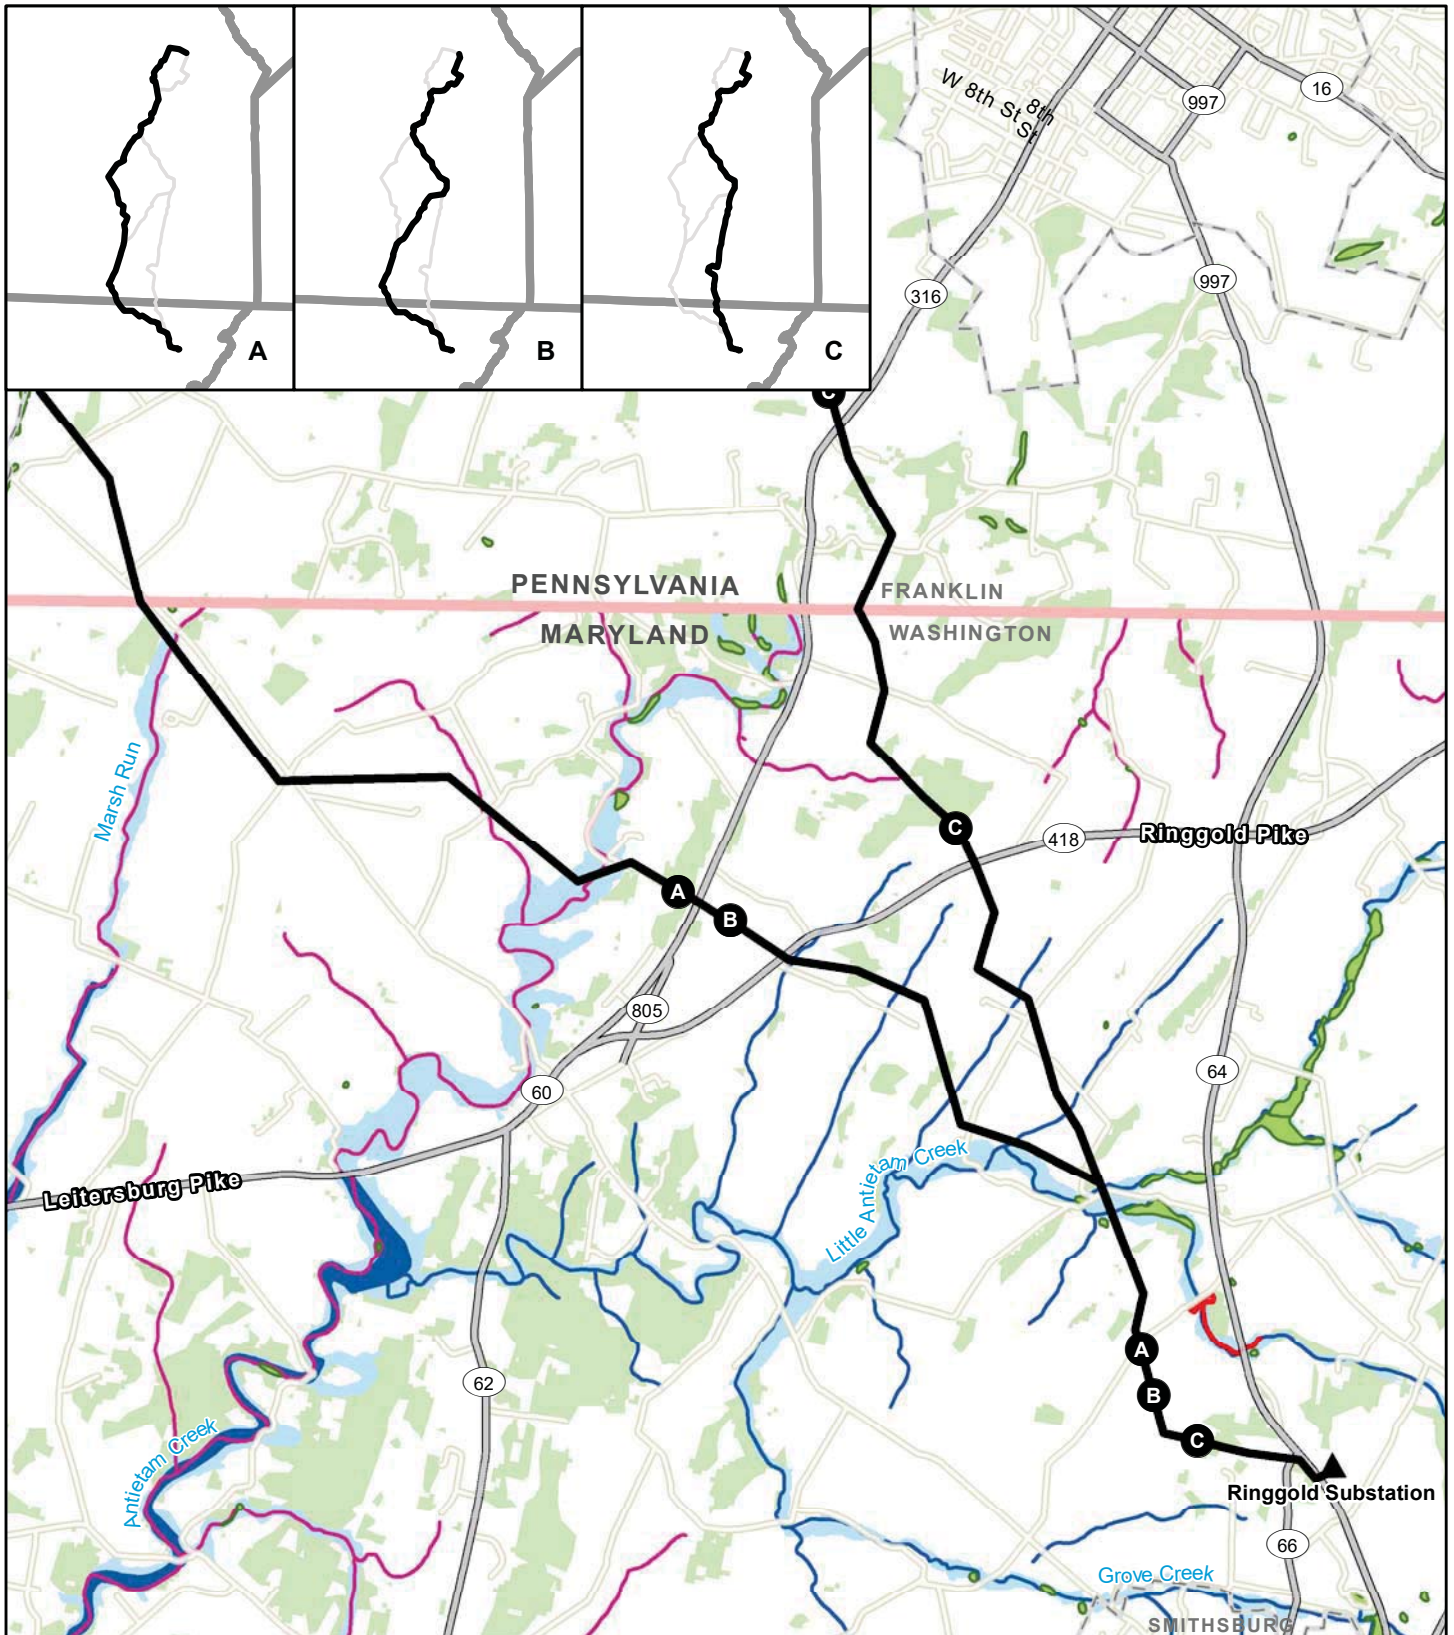 A
B
C
W 8th St
8th
St
997
16
997
316
C
PENNSYLVANIA
FRANKLIN
MARYLAND
WASHINGTON
Marsh Run
C
418
Ringgold Pike
A
B
805
64
60
Little Antietam Creek
Leitersburg Pike
A
62
B
Antietam Creek
C
Ringgold Substation
66
Grove Creek
SMITHSBURG